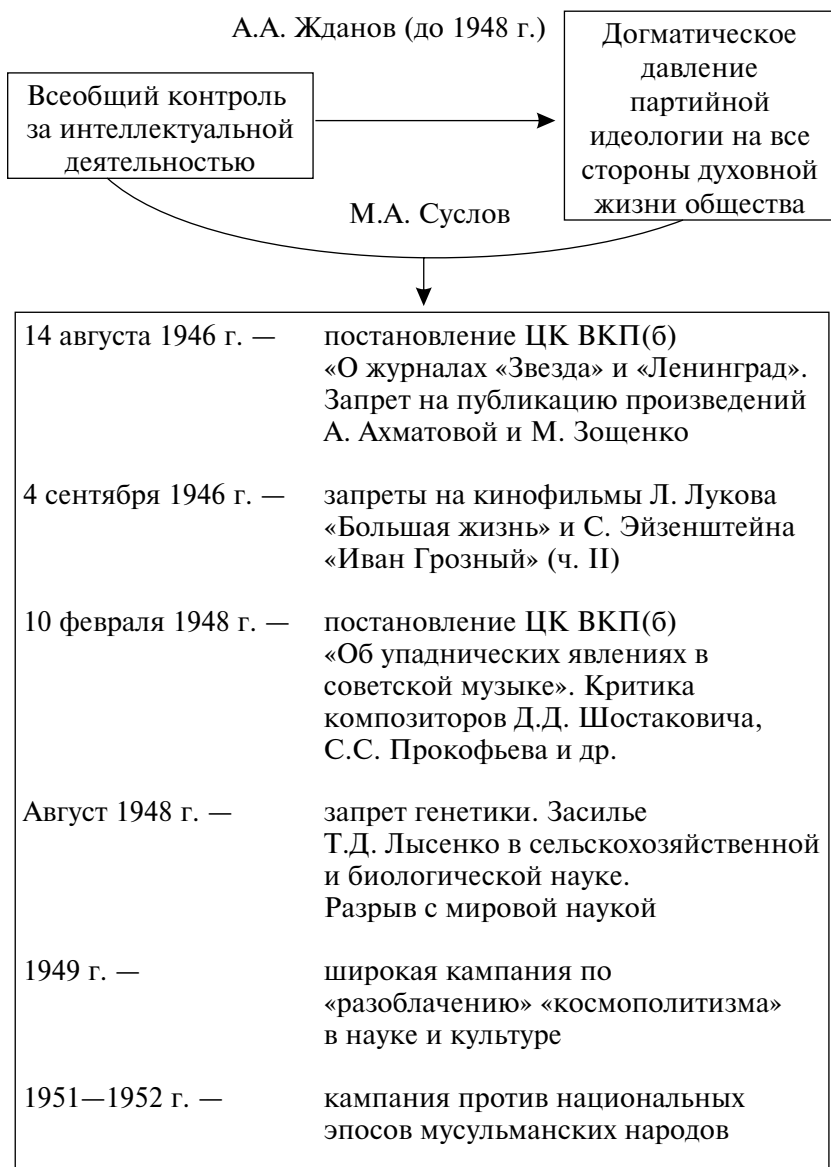 А.А. Жданов (до 1948 г.)
Всеобщий контроль
за интеллектуальной
деятельностью
Догматическое
давление
партийной
идеологии на все
стороны духовной
жизни общества
М.А. Суслов
14 августа 1946 г. — постановление ЦК ВКП(б)
«О журналах «Звезда» и «Ленинград».
Запрет на публикацию произведений
А. Ахматовой и М. Зощенко
4 сентября 1946 г. — запреты на кинофильмы Л. Лукова
«Большая жизнь» и С. Эйзенштейна
«Иван Грозный» (ч. II)
10 февраля 1948 г. — постановление ЦК ВКП(б)
«Об упаднических явлениях в
советской музыке». Критика
композиторов Д.Д. Шостаковича,
С.С. Прокофьева и др.
Август 1948 г. — запрет генетики. Засилье
Т.Д. Лысенко в сельскохозяйственной
и биологической науке.
Разрыв с мировой наукой
1949 г. — широкая кампания по
«разоблачению» «космополитизма»
в науке и культуре
1951—1952 г. — кампания против национальных
эпосов мусульманских народов